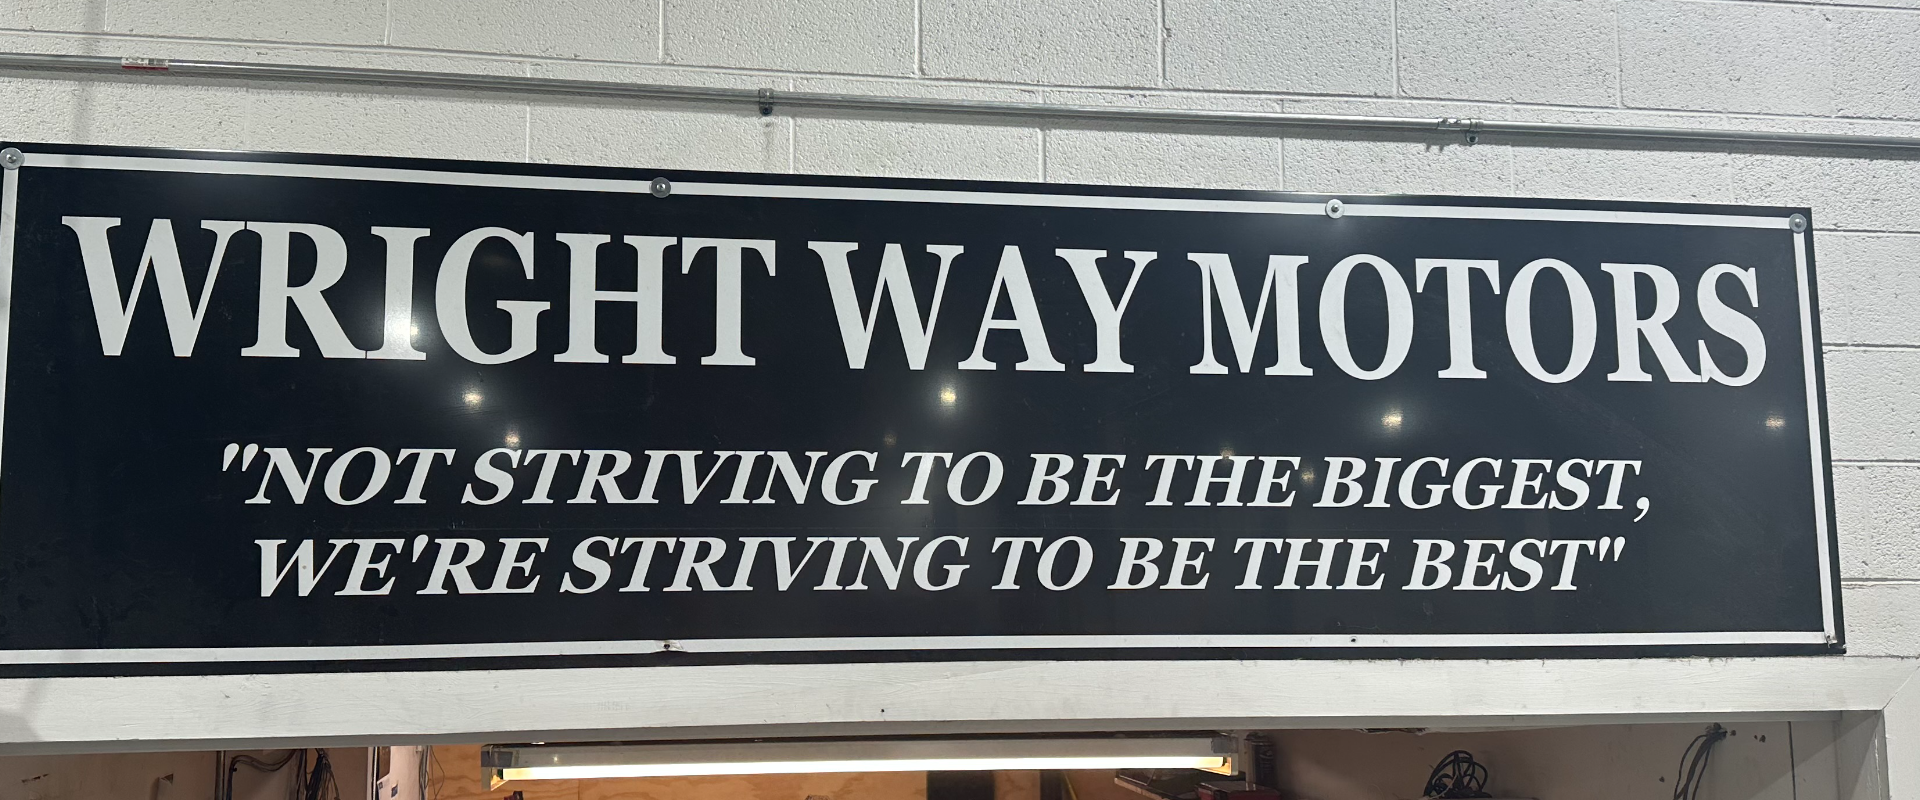 WRIGHT WAY MOTORS
"NOT STRIVING TO BE THE BIGGEST,
WE'RE STRIVING TO BE THE BEST"